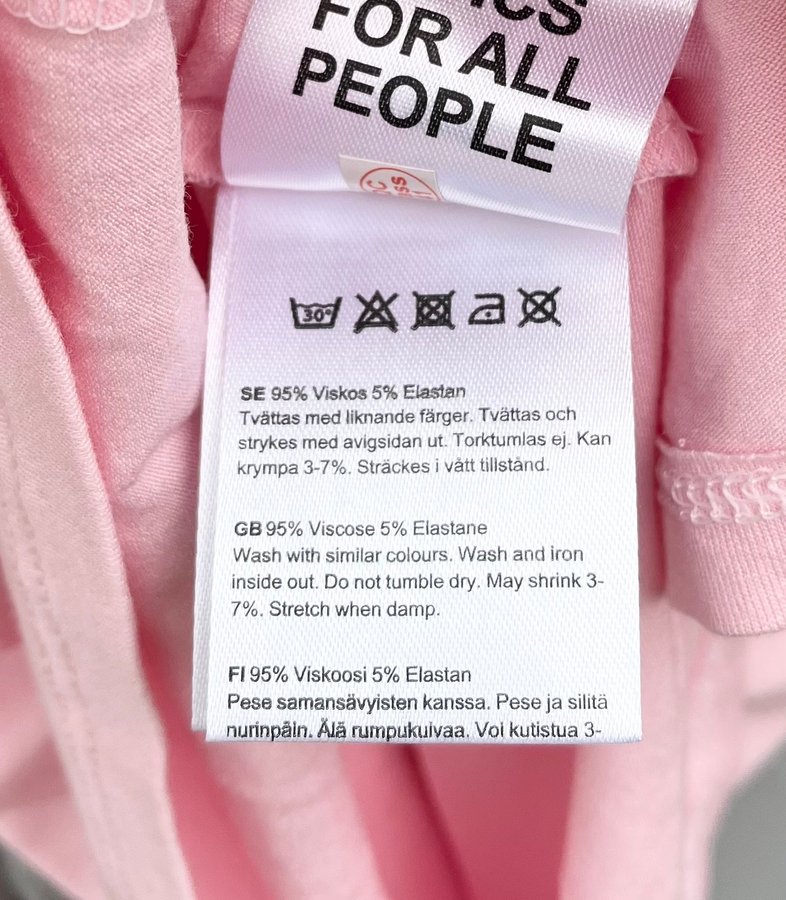 FOR ALL
PEOPLE
30°
SE 95% Viskos 5% Elastan
Tvättas med liknande färger. Tvättas och
strykes med avigsidan ut. Torktumlas ej. Kan
krympa 3-7%. Sträckes i vått tillstånd.
GB 95% Viscose 5% Elastane
Wash with similar colours. Wash and iron
inside out. Do not tumble dry. May shrink 3-
7%. Stretch when damp.
FI 95% Viskoosi 5% Elastan
Pese samansävyisten kanssa. Pese ja silitä
nurinpäin. Älä rumpukuivaa. Voi kutistua 3-